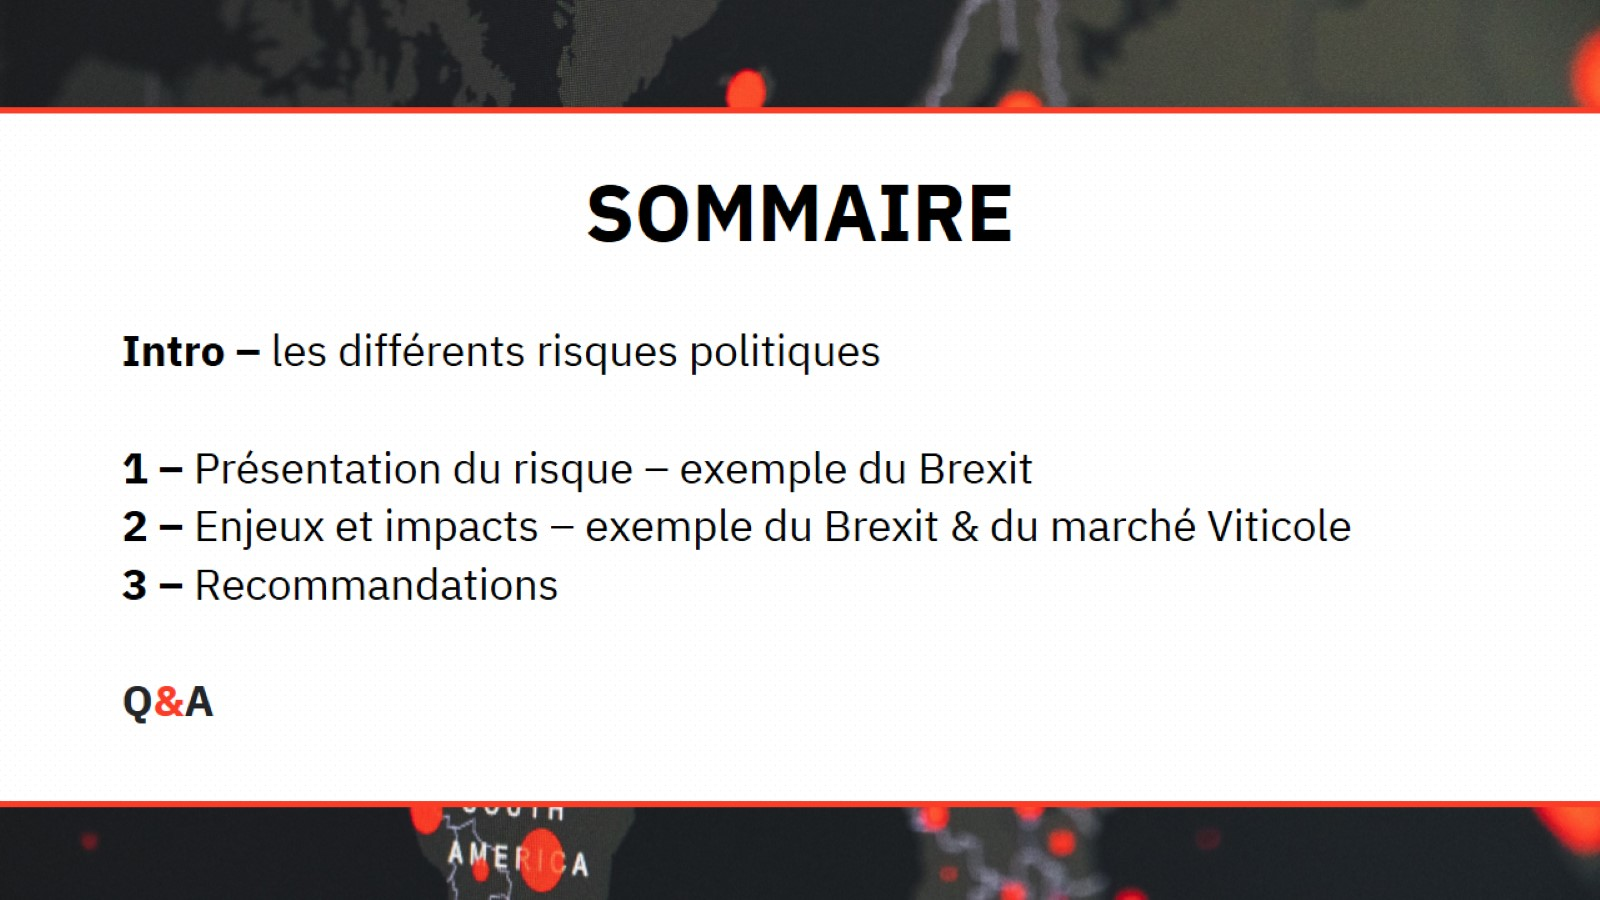 SOMMAIRE
Intro – les différents risques politiques
1 – Présentation du risque – exemple du Brexit
2 – Enjeux et impacts – exemple du Brexit & du marché Viticole
3 – Recommandations
Q&A
SOUTH
AMERICA